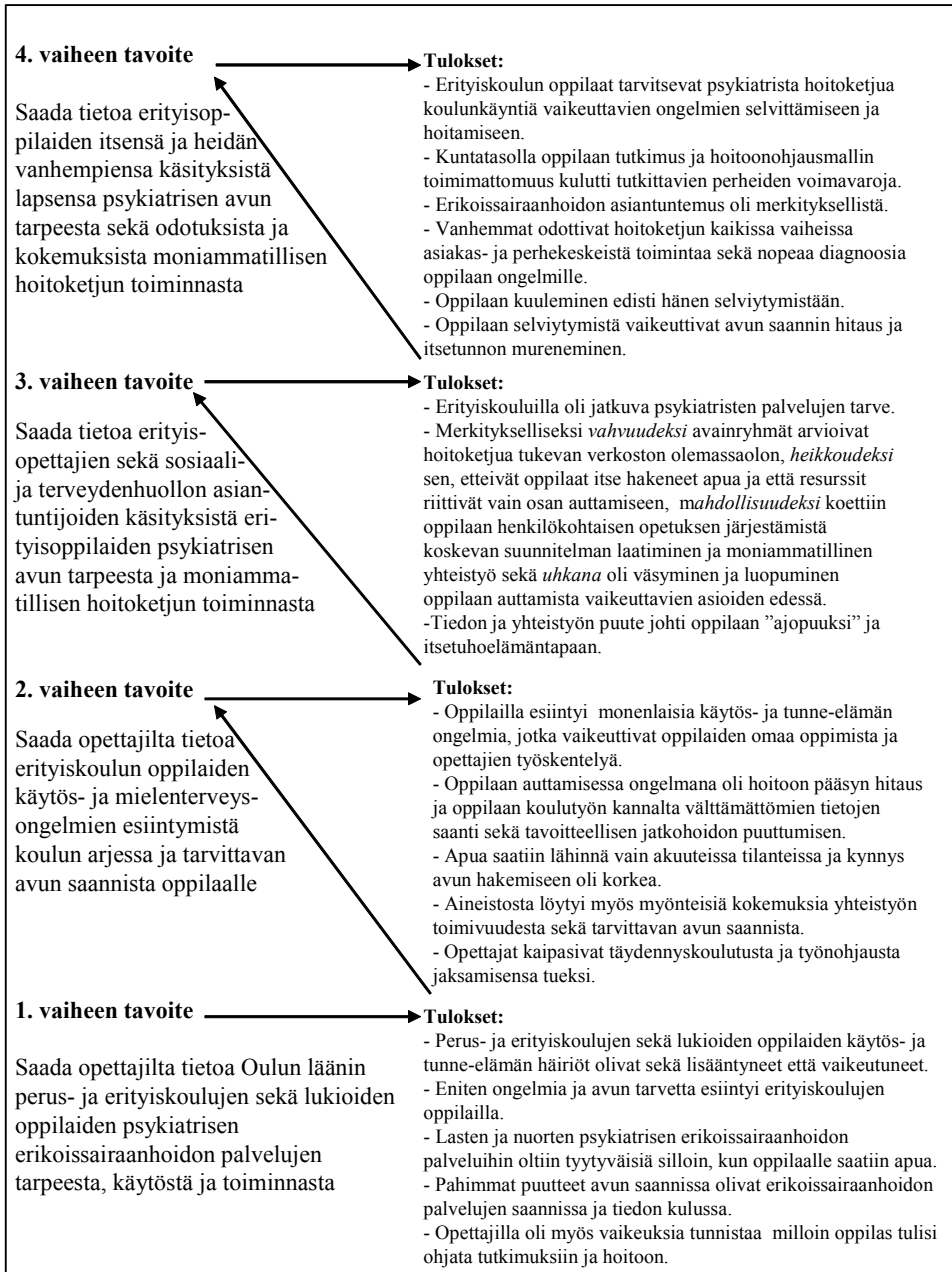 4. vaiheen tavoite
Saada tietoa erityisop-
pilaiden itsensä ja heidän
vanhempiensa käsityksistä
lapsensa psykiatrisen avun
tarpeesta sekä odotuksista ja
kokemuksista moniammatillisen
hoitoketjun toiminnasta
Tulokset:
- Erityiskoulun oppilaat tarvitsevat psykiatrista hoitoketjua
koulunkäyntiä vaikeuttavien ongelmien selvittämiseen ja
hoitamiseen.
- Kuntatasolla oppilaan tutkimus ja hoitoonohjausmallin
toimimattomuus kulutti tutkittavien perheiden voimavaroja.
- Erikoissairaanhoidon asiantuntemus oli merkityksellistä.
- Vanhemmat odottivat hoitoketjun kaikissa vaiheissa
asiakas- ja perhekeskeistä toimintaa sekä nopeaa diagnoosia
oppilaan ongelmille.
- Oppilaan kuuleminen edisti hänen selviytymistään.
- Oppilaan selviytymistä vaikeuttivat avun saannin hitaus ja
itsetunnon mureneminen.
3. vaiheen tavoite
Saada tietoa erityis-
opettajien sekä sosiaali-
ja terveydenhuollon asian-
tuntijoiden käsityksistä eri-
tyisoppilaiden psykiatrisen
avun tarpeesta ja moniamma-
tillisen hoitoketjun toiminnasta
Tulokset:
- Erityiskouluilla oli jatkuva psykiatristen palvelujen tarve.
- Merkitykselliseksi vahvuudeksi avainryhmät arvioivat
hoitoketjua tukevan verkoston olemassaolon, heikkoudeksi
sen, etteivät oppilaat itse hakeneet apua ja että resurssit
riittivät vain osan auttamiseen, mahdollisuudeksi koettiin
oppilaan henkilökohtaisen opetuksen järjestämistä
koskevan suunnitelman laatiminen ja moniammatillinen
yhteistyö sekä uhkana oli väsyminen ja luopuminen
oppilaan auttamista vaikeuttavien asioiden edessä.
-Tiedon ja yhteistyön puute johti oppilaan ”ajopuuksi” ja
itsetuhoelämäntapaan.
2. vaiheen tavoite
Saada opettajilta tietoa
erityiskoulun oppilaiden
käytös- ja mielenterveys-
ongelmien esiintymistä
koulun arjessa ja tarvittavan
avun saannista oppilaalle
Tulokset:
- Oppilailla esiintyi monenlaisia käytös- ja tunne-elämän
ongelmia, jotka vaikeuttivat oppilaiden omaa oppimista ja
opettajien työskentelyä.
- Oppilaan auttamisessa ongelmana oli hoitoon pääsyn hitaus
ja oppilaan koulutyön kannalta välttämättömien tietojen
saanti sekä tavoitteellisen jatkohoidon puuttumisen.
- Apua saatiin lähinnä vain akuuteissa tilanteissa ja kynnys
avun hakemiseen oli korkea.
- Aineistosta löytyi myös myönteisiä kokemuksia yhteistyön
toimivuudesta sekä tarvittavan avun saannista.
- Opettajat kaipasivat täydennyskoulutusta ja työnohjausta
jaksamisensa tueksi.
1. vaiheen tavoite
Saada opettajilta tietoa Oulun läänin
perus- ja erityiskoulujen sekä lukioiden
oppilaiden psykiatrisen
erikoissairaanhoidon palvelujen
tarpeesta, käytöstä ja toiminnasta
Tulokset:
- Perus- ja erityiskoulujen sekä lukioiden oppilaiden käytös- ja
tunne-elämän häiriöt olivat sekä lisääntyneet että vaikeutuneet.
- Eniten ongelmia ja avun tarvetta esiintyi erityiskoulujen
oppilailla.
- Lasten ja nuorten psykiatrisen erikoissairaanhoidon
palveluihin oltiin tyytyväisiä silloin, kun oppilaalle saatiin apua.
- Pahimmat puutteet avun saannissa olivat erikoissairaanhoidon
palvelujen saannissa ja tiedon kulussa.
- Opettajilla oli myös vaikeuksia tunnistaa milloin oppilas tulisi
ohjata tutkimuksiin ja hoitoon.